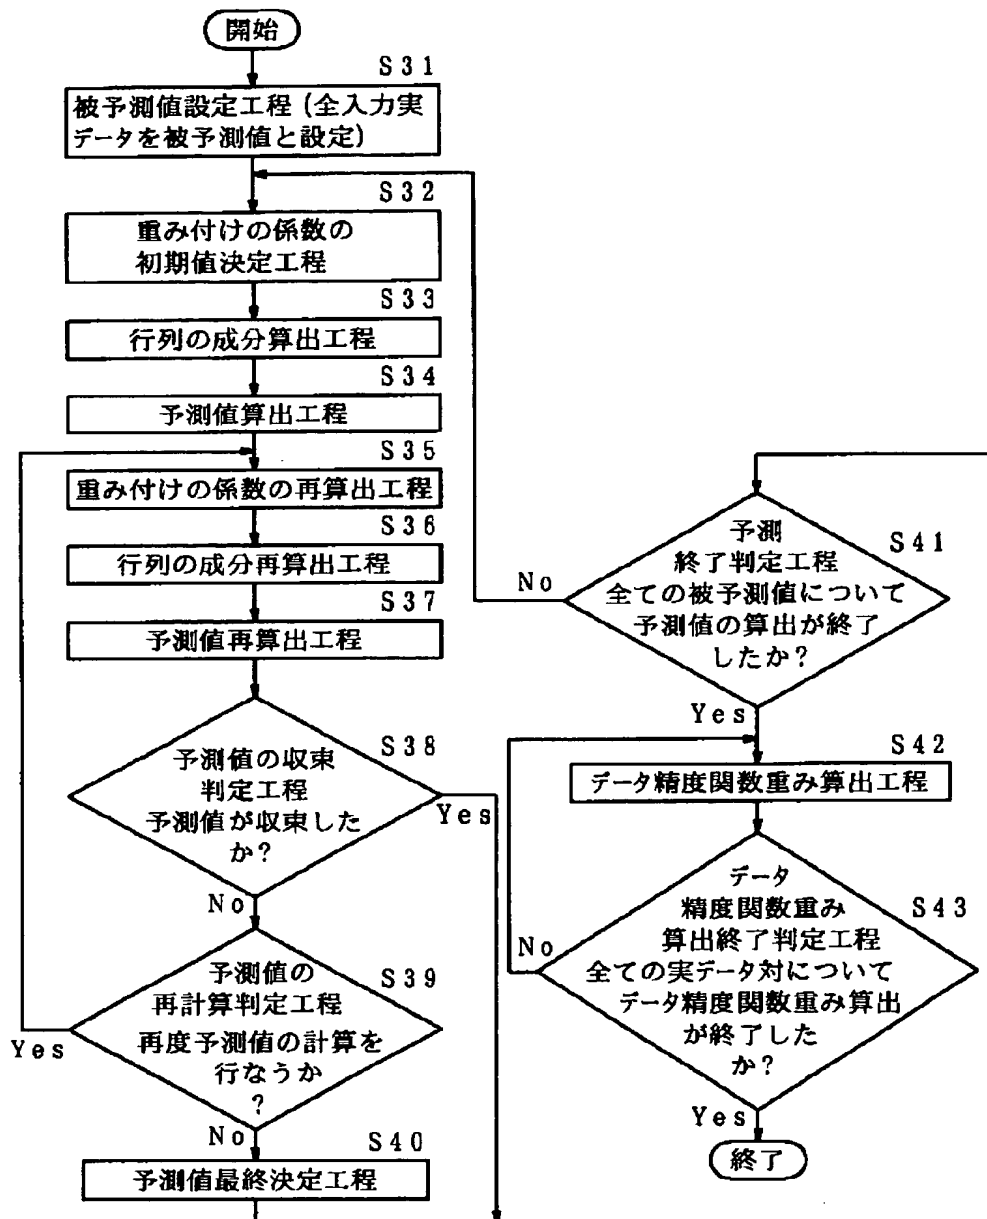 開始
S31
被予測値設定工程(全入力実
データを被予測値と設定)
S32
重み付けの係数の
初期値決定工程
S33
行列の成分算出工程
S34
予測値算出工程
S35
重み付けの係数の再算出工程
S36
行列の成分再算出工程
S37
予測値再算出工程
S38
予測値の収束
判定工程
予測値が収束した
か?
Yes
No
S39
予測値の
再計算判定工程
再度予測値の計算を
行なうか
?
Yes
No
S40
予測値最終決定工程
S41
予測
終了判定工程
全ての被予測値について
予測値の算出が終了
したか?
No
Yes
S42
データ精度関数重み算出工程
S43
データ
精度関数重み
算出終了判定工程
全ての実データ対について
データ精度関数重み算出
が終了した
か?
No
Yes
終了